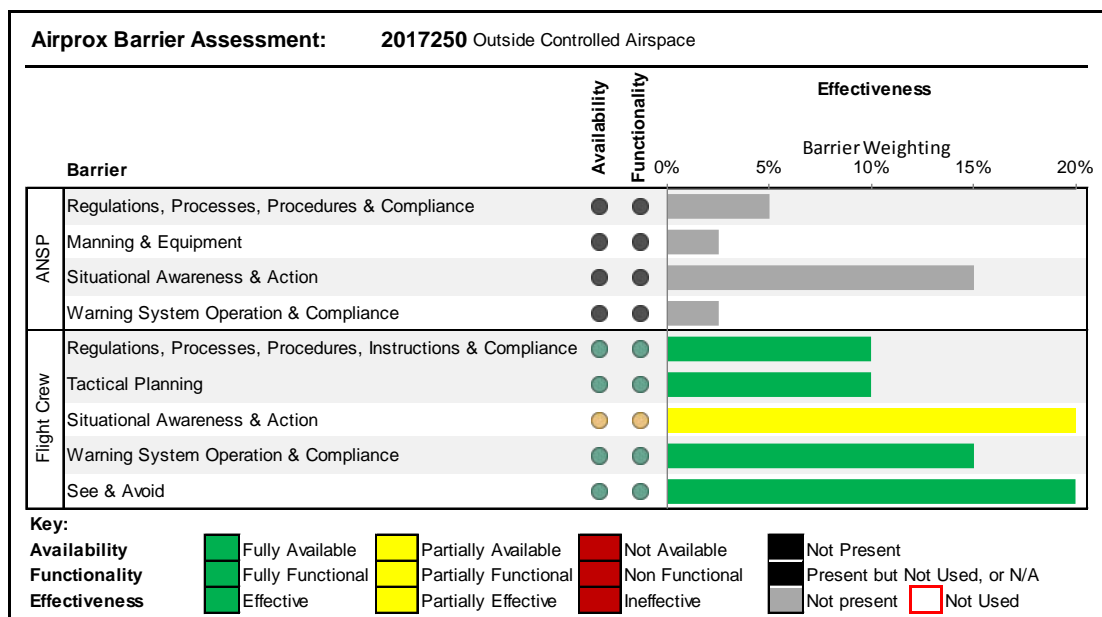 Airprox Barrier Assessment: 2017250 Outside Controlled Airspace
Availability
Functionality
Effectiveness
Barrier Weighting
Barrier
0% 5% 10% 15% 20%
ANSP
Regulations, Processes, Procedures & Compliance
Manning & Equipment
Situational Awareness & Action
Warning System Operation & Compliance
Flight Crew
Regulations, Processes, Procedures, Instructions & Compliance
Tactical Planning
Situational Awareness & Action
Warning System Operation & Compliance
See & Avoid
Key:
Availability Fully Available Partially Available Not Available Not Present
Functionality Fully Functional Partially Functional Non Functional Present but Not Used, or N/A
Effectiveness Effective Partially Effective Ineffective Not present Not Used